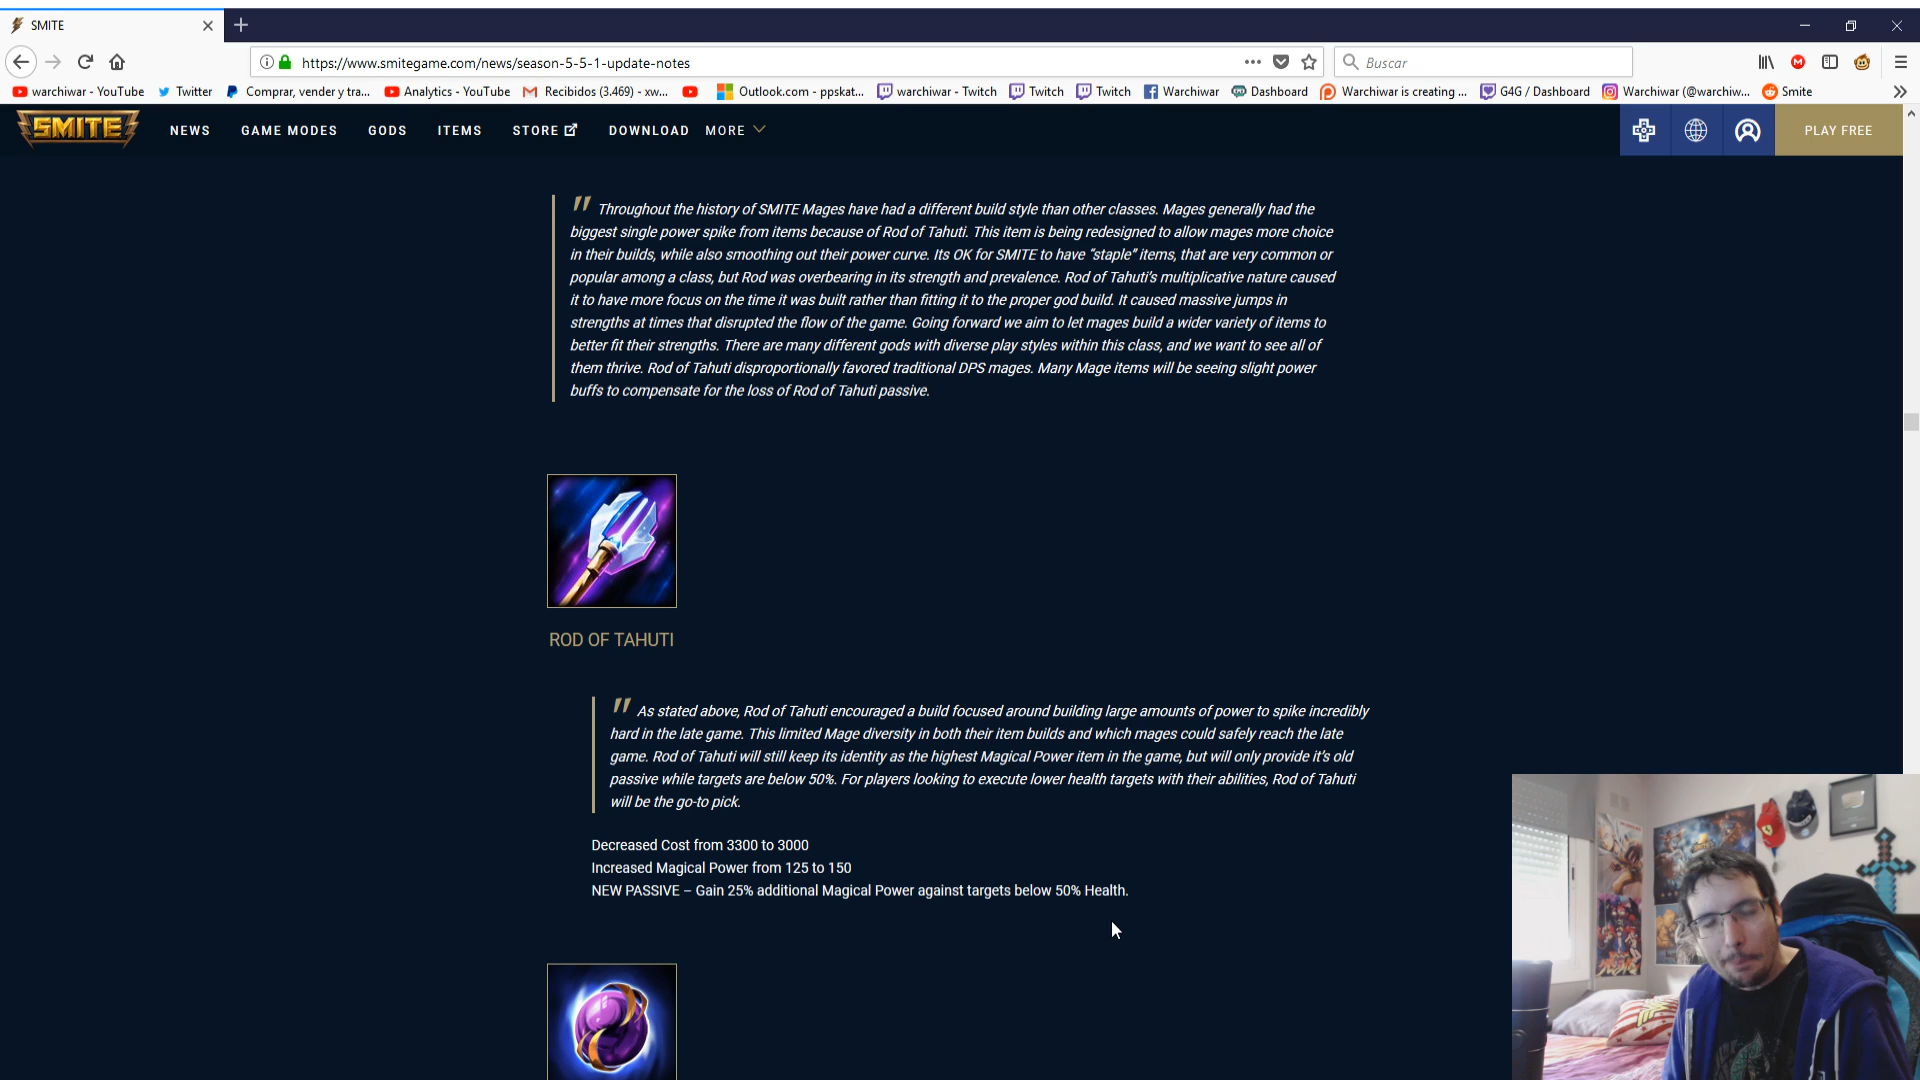 SMITE
https://www.smitegame.com/news/season-5-5-1-update-notes
Buscar
warchiwar - YouTube
Twitter
Comprar, vender y tra...
Analytics - YouTube
Recibidos (3.469) - xw...
Outlook.com - ppskat...
warchiwar - Twitch
Twitch
Twitch
Warchiwar
Dashboard
Warchiwar is creating ...
G4G / Dashboard
Warchiwar (@warchiw...
Smite
SMITE
NEWS
GAME MODES
GODS
ITEMS
STORE
DOWNLOAD
MORE
PLAY FREE
" Throughout the history of SMITE Mages have had a different build style than other classes. Mages generally had the
biggest single power spike from items because of Rod of Tahuti. This item is being redesigned to allow mages more choice
in their builds, while also smoothing out their power curve. Its OK for SMITE to have “staple” items, that are very common or
popular among a class, but Rod was overbearing in its strength and prevalence. Rod of Tahuti’s multiplicative nature caused
it to have more focus on the time it was built rather than fitting it to the proper god build. It caused massive jumps in
strengths at times that disrupted the flow of the game. Going forward we aim to let mages build a wider variety of items to
better fit their strengths. There are many different gods with diverse play styles within this class, and we want to see all of
them thrive. Rod of Tahuti disproportionally favored traditional DPS mages. Many Mage items will be seeing slight power
buffs to compensate for the loss of Rod of Tahuti passive.
ROD OF TAHUTI
" As stated above, Rod of Tahuti encouraged a build focused around building large amounts of power to spike incredibly
hard in the late game. This limited Mage diversity in both their item builds and which mages could safely reach the late
game. Rod of Tahuti will still keep its identity as the highest Magical Power item in the game, but will only provide it’s old
passive while targets are below 50%. For players looking to execute lower health targets with their abilities, Rod of Tahuti
will be the go-to pick.
Decreased Cost from 3300 to 3000
Increased Magical Power from 125 to 150
NEW PASSIVE – Gain 25% additional Magical Power against targets below 50% Health.